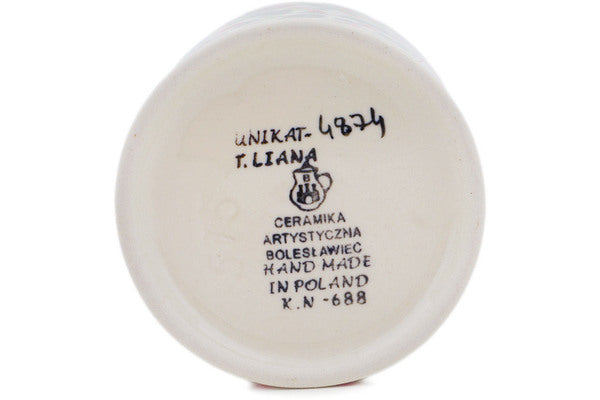 UNIKAT-4874
T.LIANA
B
CERAMIKA
ARTYSTYCZNA
BOLESŁAWIEC
HAND MADE
IN POLAND
K.N-688